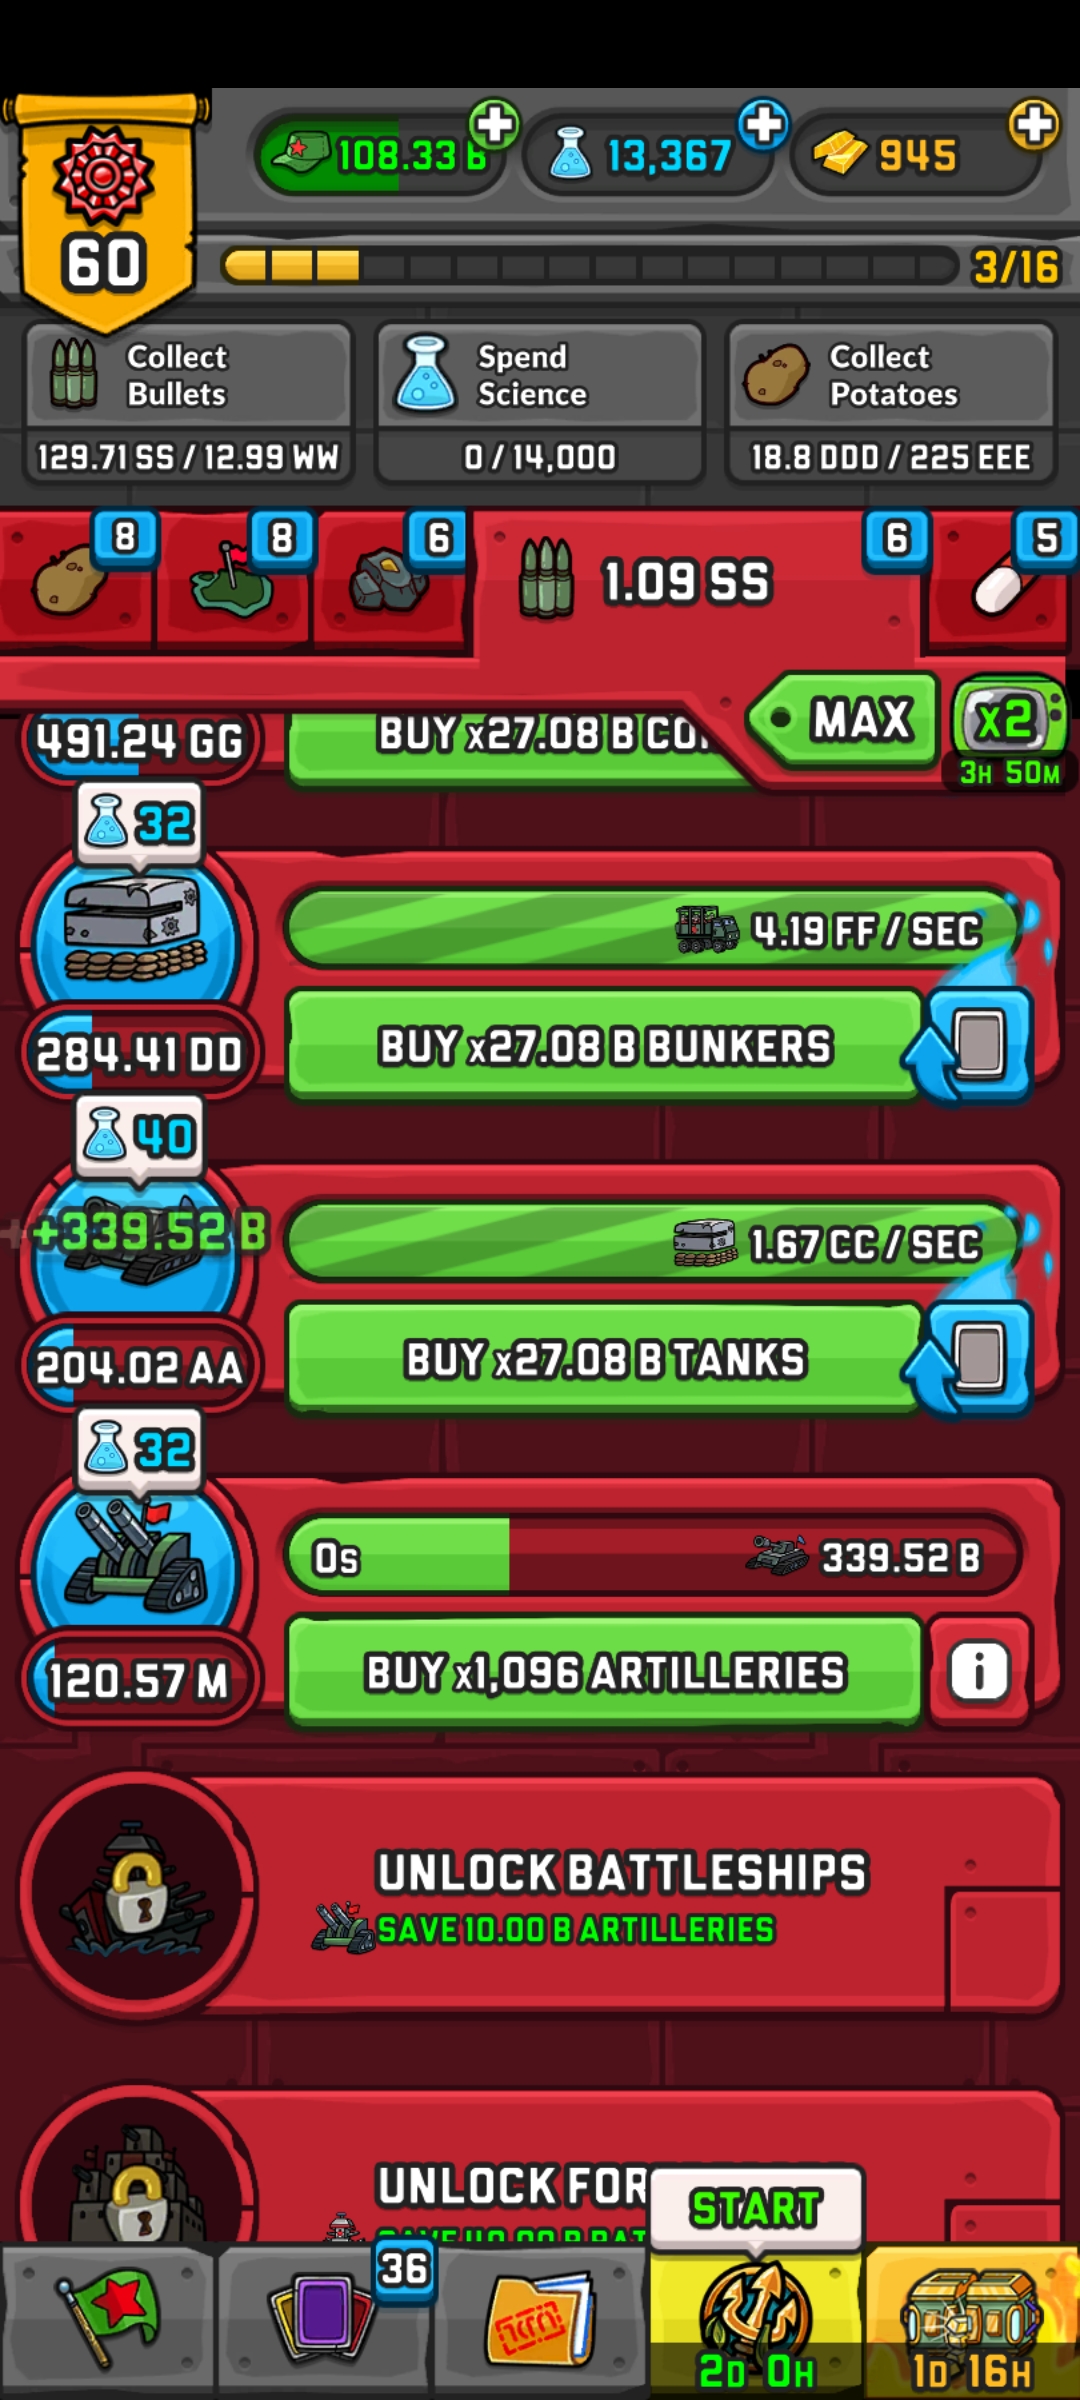 108.33 B
13,367
945
60
3/16
Collect
Bullets
129.71 SS / 12.99 WW
Spend
Science
0 / 14,000
Collect
Potatoes
18.8 DDD / 225 EEE
8
8
6
1.09 SS
6
5
MAX
x2
3H 50M
491.24 GG
BUY x27.08 B
32
4.19 FF / SEC
284.41 DD
BUY x27.08 B BUNKERS
40
+339.52 B
1.67 CC / SEC
204.02 AA
BUY x27.08 B TANKS
32
0s
339.52 B
120.57 M
BUY x1,096 ARTILLERIES
i
UNLOCK BATTLESHIPS
SAVE 10.00 B ARTILLERIES
UNLOCK
START
36
2D 0H
1D 16H